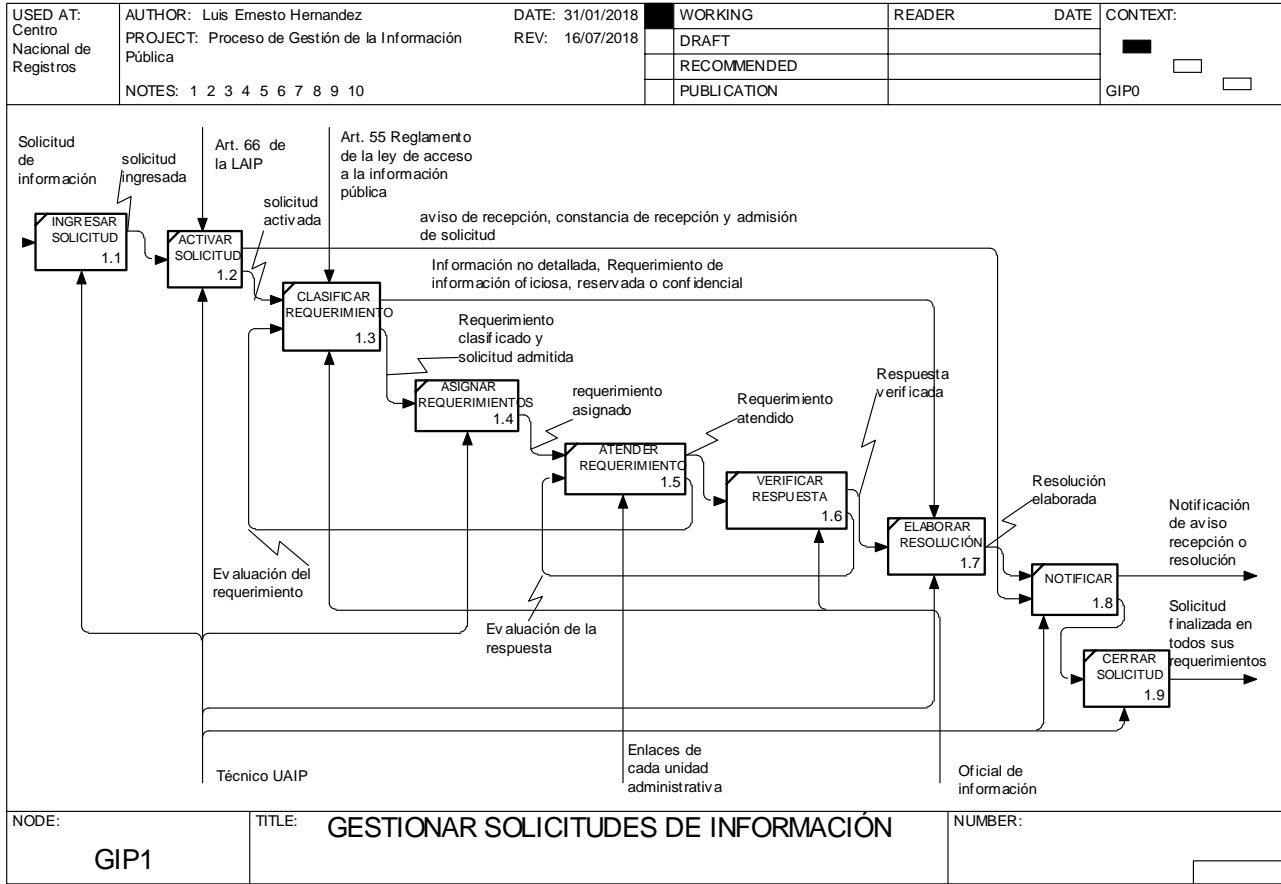 USED AT:
Centro
Nacional de
Registros
AUTHOR: Luis Ernesto Hernandez
DATE: 31/01/2018
PROJECT: Proceso de Gestión de la Información
Pública
REV: 16/07/2018
NOTES: 1 2 3 4 5 6 7 8 9 10
WORKING
DRAFT
RECOMMENDED
PUBLICATION
READER
DATE
CONTEXT:
GIP0
Solicitud
de
información
solicitud
ingresada
Art. 66 de
la LAIP
Art. 55 Reglamento
de la ley de acceso
a la información
pública
solicitud
activada
INGRESAR
SOLICITUD
1.1
ACTIVAR
SOLICITUD
1.2
aviso de recepción, constancia de recepción y admisión
de solicitud
Información no detallada, Requerimiento de
información oficiosa, reservada o confidencial
CLASIFICAR
REQUERIMIENTO
1.3
Requerimiento
clasificado y
solicitud admitida
ASIGNAR
REQUERIMIENTOS
1.4
requerimiento
asignado
Requerimiento
atendido
Respuesta
verificada
ATENDER
REQUERIMIENTO
1.5
VERIFICAR
RESPUESTA
1.6
Resolución
elaborada
ELABORAR
RESOLUCIÓN
1.7
Notificación
de aviso
recepción o
resolución
NOTIFICAR
1.8
Evaluación del
requerimiento
Evaluación de la
respuesta
Solicitud
finalizada en
todos sus
requerimientos
CERRAR
SOLICITUD
1.9
Técnico UAIP
Enlaces de
cada unidad
administrativa
Oficial de
información
NODE:
GIP1
TITLE:
GESTIONAR SOLICITUDES DE INFORMACIÓN
NUMBER: